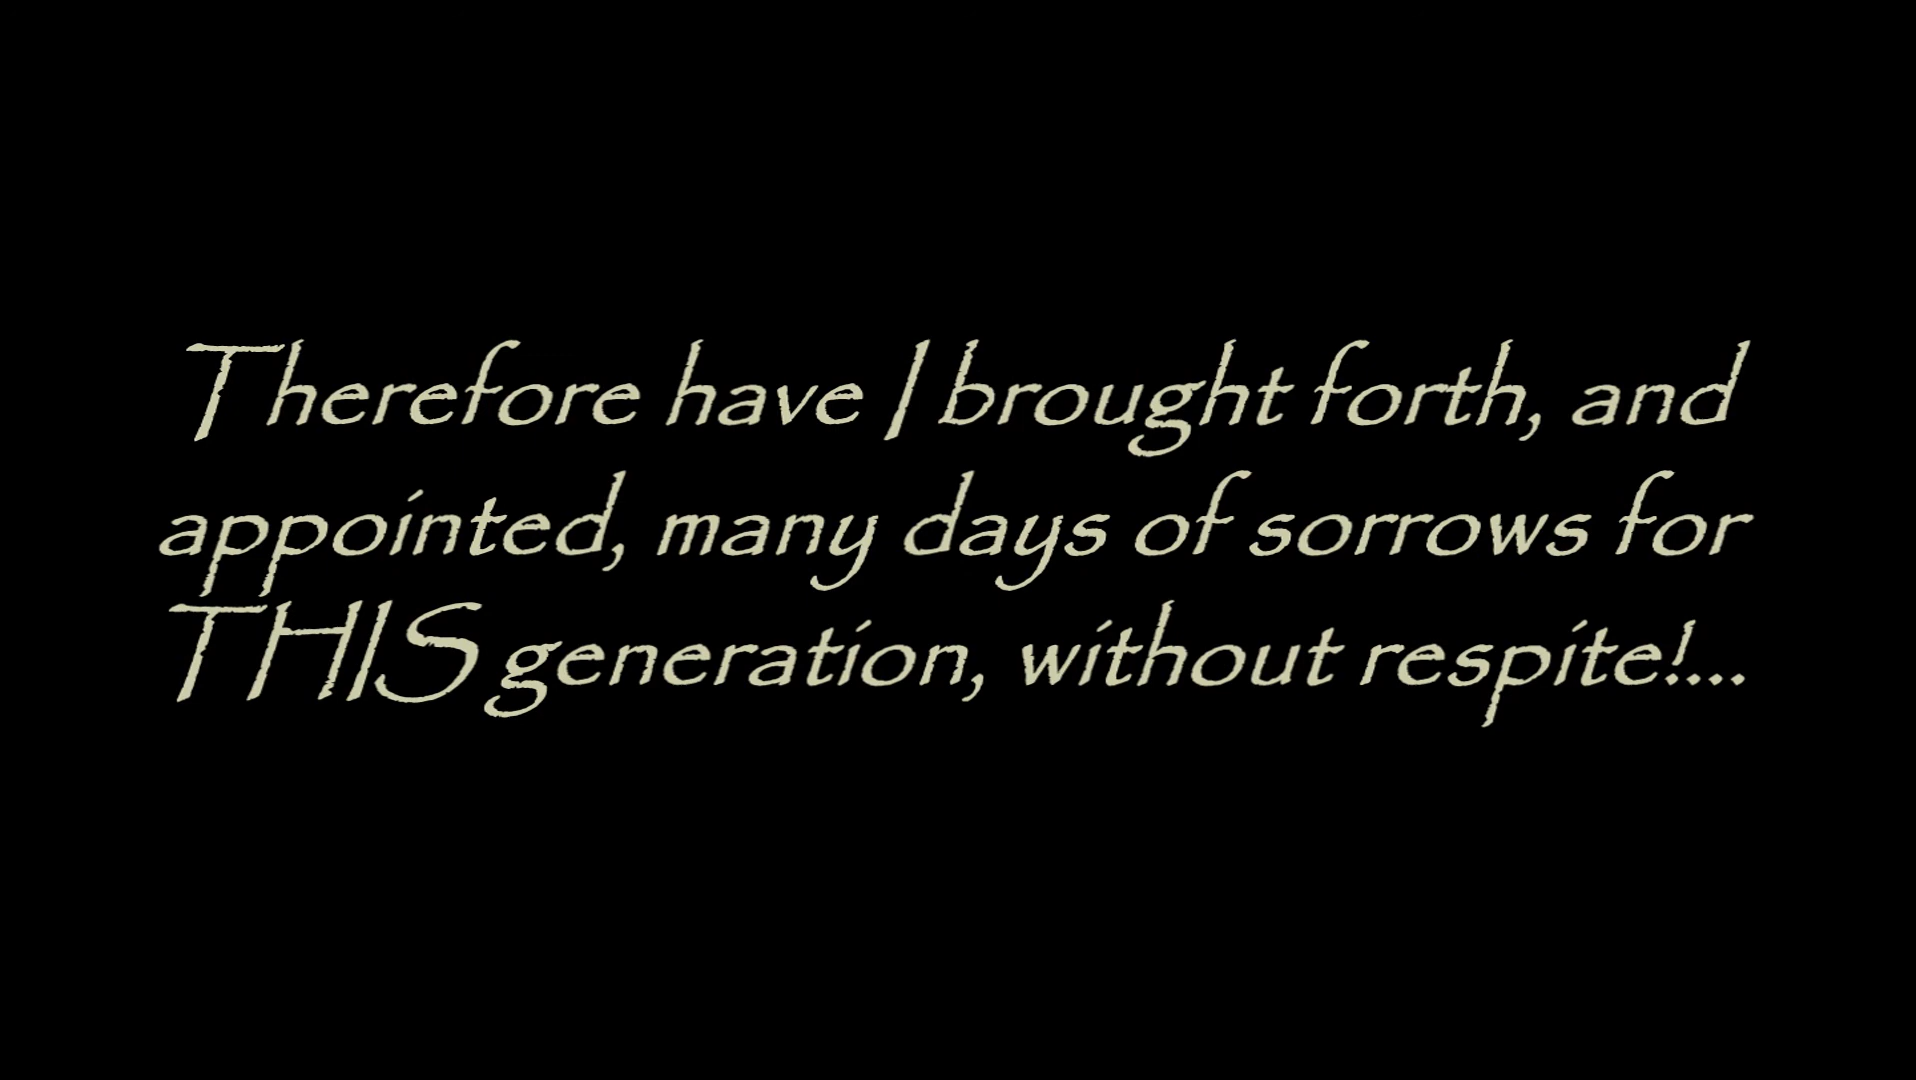 Therefore have I brought forth, and
appointed, many days of sorrows for
THIS generation, without respite!...